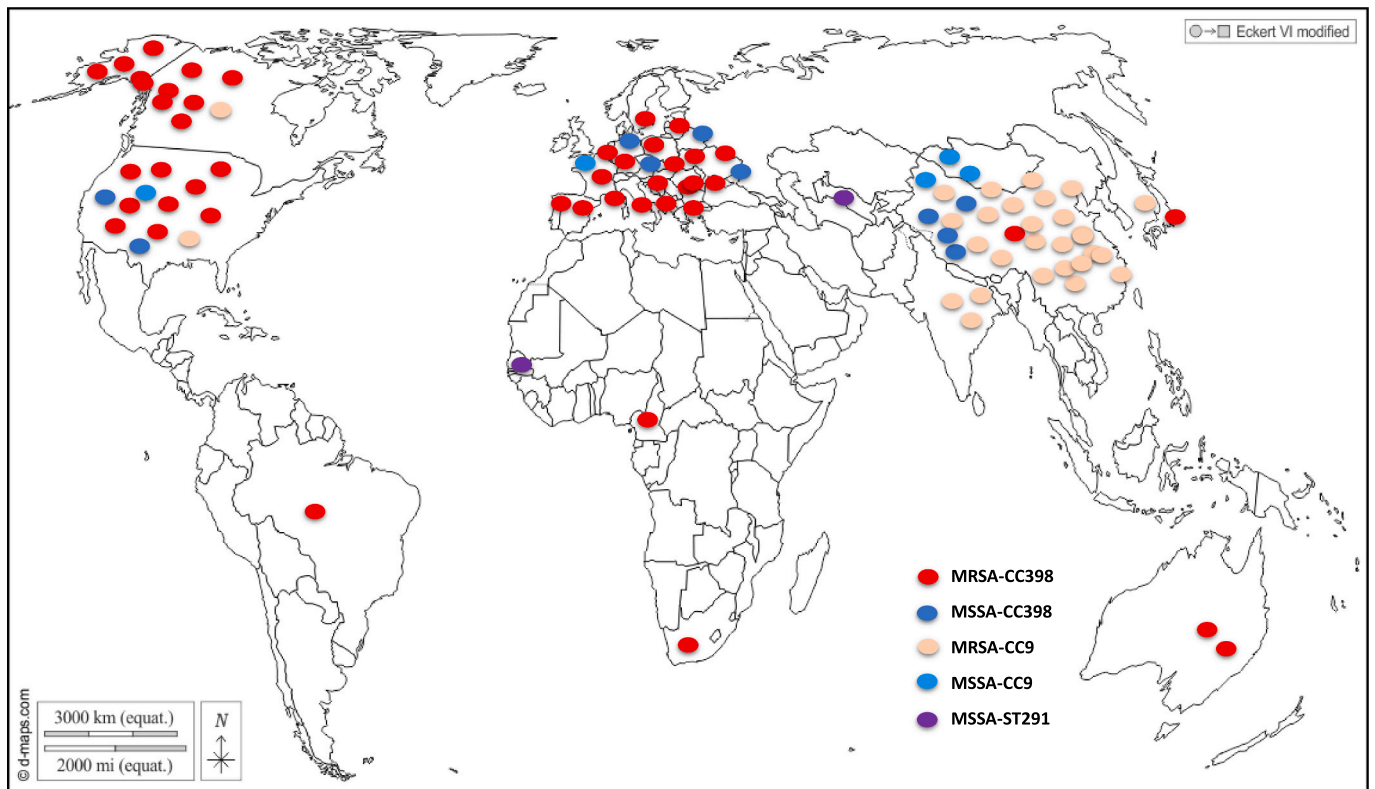 Eckert VI modified
MRSA-CC398
MSSA-CC398
MRSA-CC9
MSSA-CC9
MSSA-ST291
© d-maps.com
3000 km (equat.)
2000 mi (equat.)
N